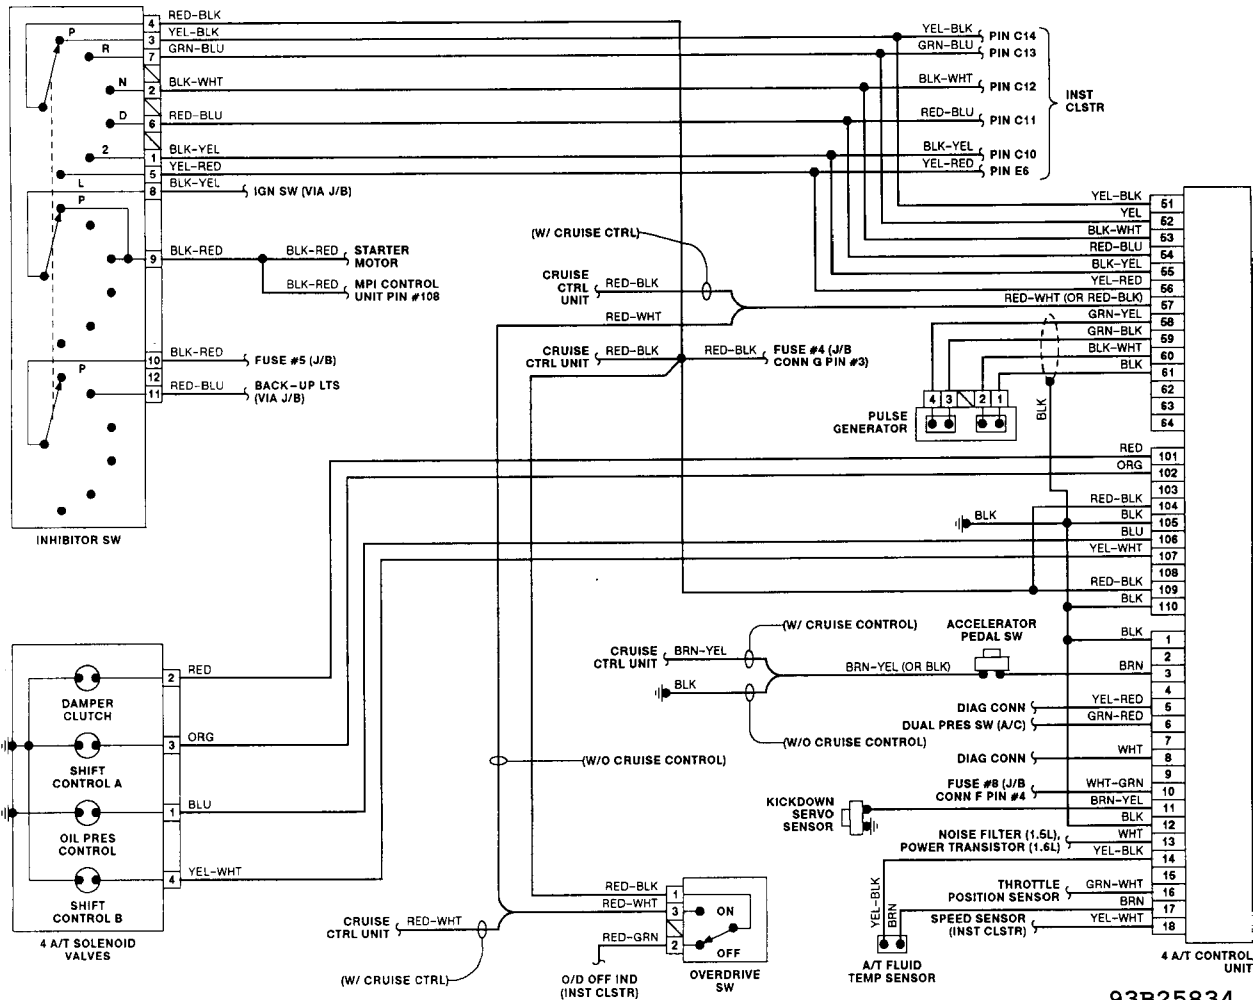 4 RED-BLK
3 YEL-BLK
7 GRN-BLU
2 BLK-WHT
6 RED-BLU
1 BLK-YEL
5 YEL-RED
8 BLK-YEL IGN SW (VIA J/B)
P
R
N
D
2
L
P
9 BLK-RED
BLK-RED STARTER
MOTOR
BLK-RED MPI CONTROL
UNIT PIN #108
10 BLK-RED FUSE #5 (J/B)
12
11 RED-BLU BACK-UP LTS
(VIA J/B)
P
INHIBITOR SW
YEL-BLK PIN C14
GRN-BLU PIN C13
BLK-WHT PIN C12
RED-BLU PIN C11
BLK-YEL PIN C10
YEL-RED PIN E6
INST
CLSTR
(W/ CRUISE CTRL)
CRUISE
CTRL
UNIT
RED-BLK
RED-WHT
CRUISE
CTRL UNIT
RED-BLK
RED-BLK FUSE #4 (J/B
CONN G PIN #3)
YEL-BLK 51
YEL 52
BLK-WHT 53
RED-BLU 54
BLK-YEL 55
YEL-RED 56
RED-WHT (OR RED-BLK) 57
GRN-YEL 58
GRN-BLK 59
BLK-WHT 60
BLK 61
62
63
64
4 3 2 1
PULSE
GENERATOR
BLK
RED 101
ORG 102
103
RED-BLK 104
BLK
BLK 105
BLU 106
YEL-WHT 107
108
RED-BLK 109
BLK 110
(W/ CRUISE CONTROL)
CRUISE
CTRL UNIT
BRN-YEL
BLK
BRN-YEL (OR BLK)
(W/O CRUISE CONTROL)
ACCELERATOR
PEDAL SW
BLK 1
2
BRN 3
4
DIAG CONN YEL-RED 5
DUAL PRES SW (A/C) GRN-RED 6
7
DIAG CONN WHT 8
9
FUSE #8 (J/B
CONN F PIN #4 WHT-GRN 10
KICKDOWN
SERVO
SENSOR
BRN-YEL 11
BLK 12
NOISE FILTER (1.5L),
POWER TRANSISTOR (1.6L) WHT 13
YEL-BLK 14
15
THROTTLE
POSITION SENSOR GRN-WHT 16
BRN 17
SPEED SENSOR
(INST CLSTR) YEL-WHT 18
YEL-BLK
BRN
A/T FLUID
TEMP SENSOR
4 A/T CONTROL
UNIT
DAMPER
CLUTCH
2 RED
SHIFT
CONTROL A
3 ORG
OIL PRES
CONTROL
1 BLU
SHIFT
CONTROL B
4 YEL-WHT
4 A/T SOLENOID
VALVES
(W/O CRUISE CONTROL)
CRUISE
CTRL UNIT
RED-WHT
(W/ CRUISE CTRL)
RED-BLK 1
RED-WHT 3 ON
RED-GRN 2 OFF
O/D OFF IND
(INST CLSTR)
OVERDRIVE
SW
93B25834